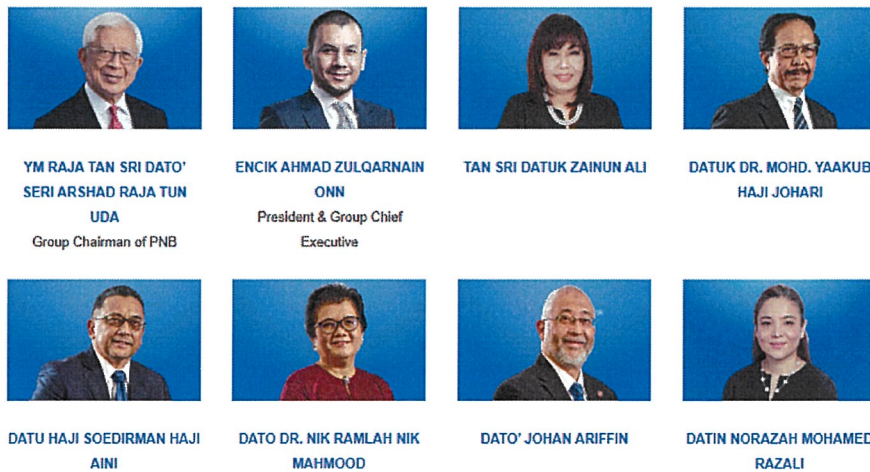 YM RAJA TAN SRI DATO'
SERI ARSHAD RAJA TUN
UDA
Group Chairman of PNB
ENCIK AHMAD ZULQARNAIN
ONN
President & Group Chief
Executive
TAN SRI DATUK ZAINUN ALI
DATUK DR. MOHD. YAAKUB
HAJI JOHARI
DATU HAJI SOEDIRMAN HAJI
AINI
DATO DR. NIK RAMLAH NIK
MAHMOOD
DATO' JOHAN ARIFFIN
DATIN NORAZAH MOHAMED
RAZALI